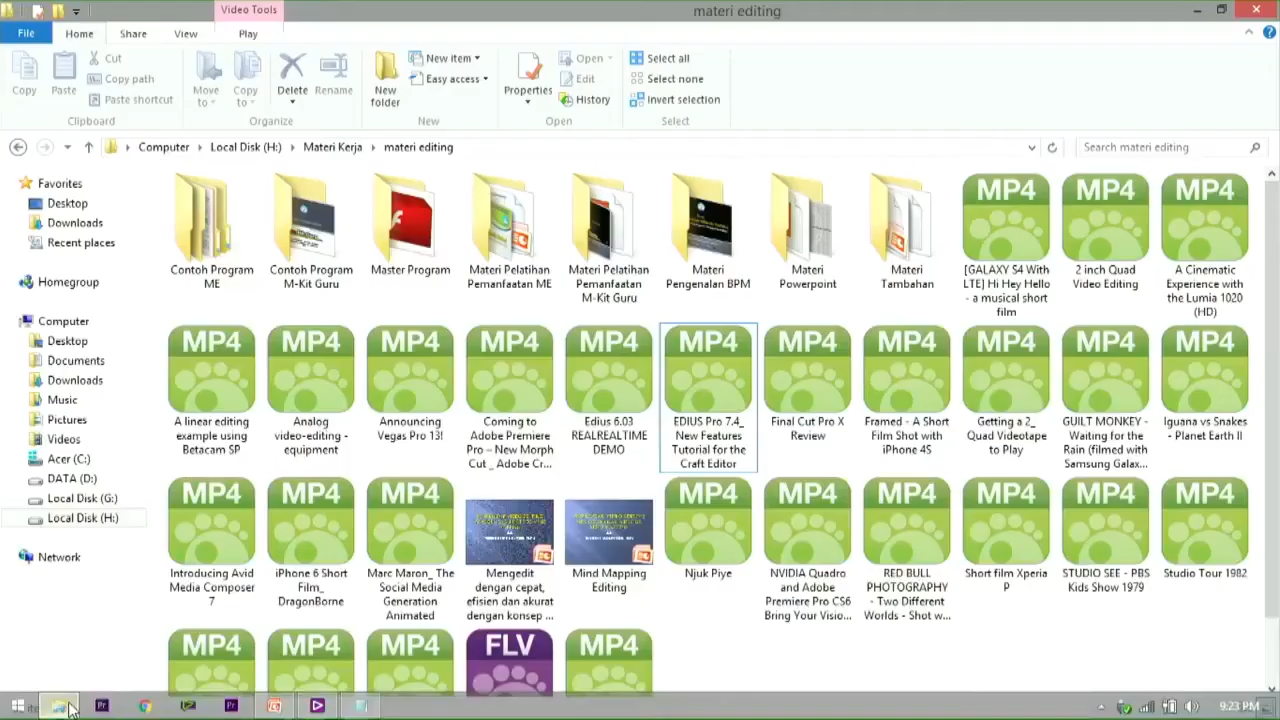 Video Tools
materi editing
File
Home
Share
View
Play
Copy
Paste
Cut
Copy path
Paste shortcut
Clipboard
Move to
Copy to
Delete
Rename
Organize
New folder
New item
Easy access
New
Properties
Open
Edit
History
Open
Select all
Select none
Invert selection
Select
Computer
Local Disk (H:)
Materi Kerja
materi editing
Search materi editing
Favorites
Desktop
Downloads
Recent places
Homegroup
Computer
Desktop
Documents
Downloads
Music
Pictures
Videos
Acer (C:)
DATA (D:)
Local Disk (G:)
Local Disk (H:)
Network
Contoh Program
ME
Contoh Program
M-Kit Guru
Master Program
Materi Pelatihan
Pemanfaatan ME
Materi Pelatihan
Pemanfaatan
M-Kit Guru
Materi
Pengenalan BPM
Materi
Powerpoint
Materi
Tambahan
MP4
[GALAXY S4 With
LTE] Hi Hey Hello
- a musical short
film
MP4
2 inch Quad
Video Editing
MP4
A Cinematic
Experience with
the Lumia 1020
(HD)
MP4
A linear editing
example using
Betacam SP
MP4
Analog
video-editing -
equipment
MP4
Announcing
Vegas Pro 13!
MP4
Coming to
Adobe Premiere
Pro – New Morph
Cut _ Adobe Cr...
MP4
Edius 6.03
REALREALTIME
DEMO
MP4
EDIUS Pro 7.4_
New Features
Tutorial for the
Craft Editor
MP4
Final Cut Pro X
Review
MP4
Framed - A Short
Film Shot with
iPhone 4S
MP4
Getting a 2_
Quad Videotape
to Play
MP4
GUILT MONKEY -
Waiting for the
Rain (filmed with
Samsung Galax...
MP4
Iguana vs Snakes
- Planet Earth II
MP4
Introducing Avid
Media Composer
7
MP4
iPhone 6 Short
Film_
DragonBorne
MP4
Marc Maron_ The
Social Media
Generation
Animated
Mengedit
dengan cepat,
efisien dan akurat
dengan konsep ...
Mind Mapping
Editing
MP4
Njuk Piye
MP4
NVIDIA Quadro
and Adobe
Premiere Pro CS6
Bring Your Visio...
MP4
RED BULL
PHOTOGRAPHY
- Two Different
Worlds - Shot w...
MP4
Short film Xperia
P
MP4
STUDIO SEE - PBS
Kids Show 1979
MP4
Studio Tour 1982
MP4
MP4
MP4
FLV
MP4
Pr
Pr
9:23 PM